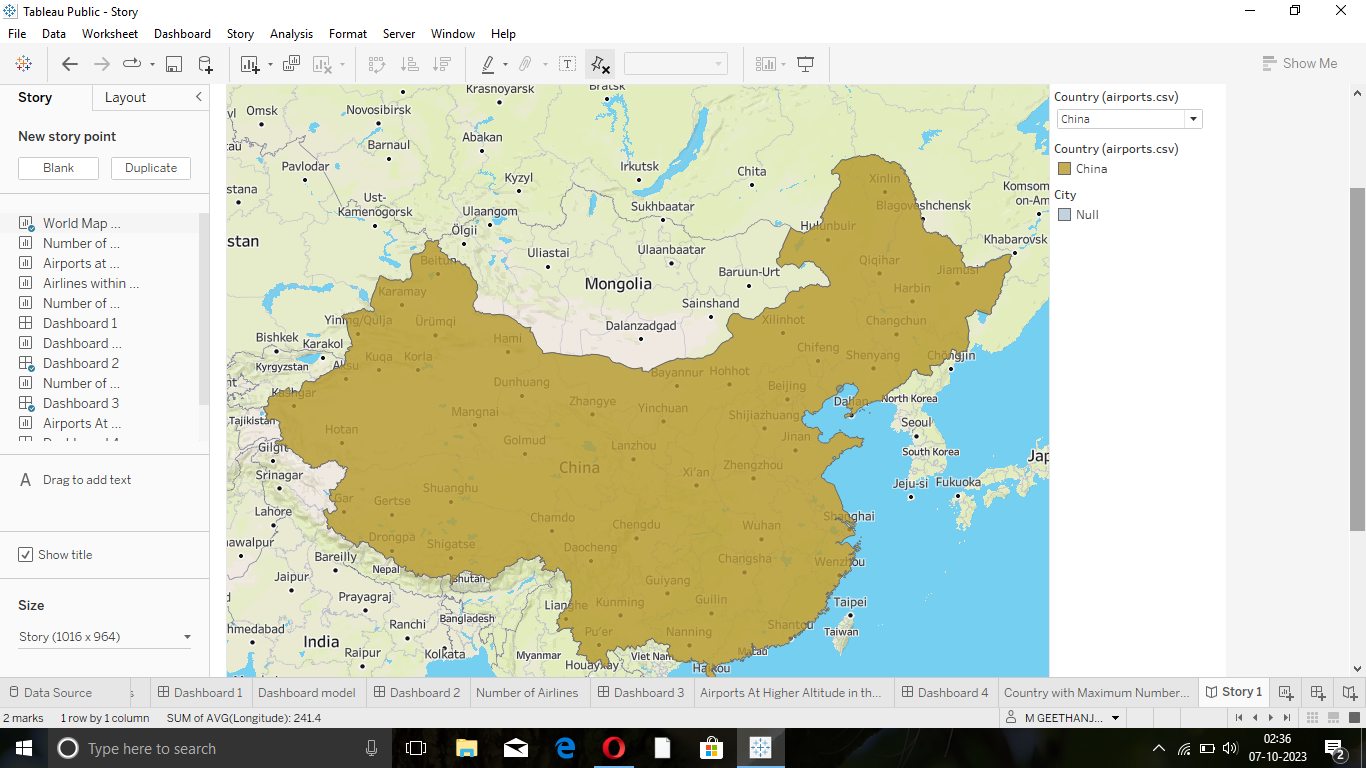 Tableau Public - Story
File Data Worksheet Dashboard Story Analysis Format Server Window Help
Show Me
Story Layout
New story point
Blank Duplicate
World Map ...
Number of ...
Airports at ...
Airlines within ...
Number of ...
Dashboard 1
Dashboard ...
Dashboard 2
Number of ...
Dashboard 3
Airports At ...
A Drag to add text
Show title
Size
Story (1016 x 964)
Krasnoyarsk
Bratsk
Omsk
Novosibirsk
Abakan
Barnaul
Pavlodar
Kyzyl
Irkutsk
Chita
Xinlin
Komsom
on-Am
stana
Ust-
Kamenogorsk
Ulaangom
Sukhbaatar
Blagoveshchensk
Hulunbuir
Khabarovsk
stan
Ölgii
Uliastai
Ulaanbaatar
Baruun-Urt
Qiqihar
Jiamusi
Beitun
Mongolia
Karamay
Sainshand
Harbin
Yining/Qulja
Ürümqi
Dalanzadgad
Xilinhot
Changchun
Bishkek
Karakol
Hami
Chifeng
Shenyang
Chŏngjin
Kyrgyzstan
Aksu
Kuqa
Korla
Bayannur
Hohhot
Kashgar
Dunhuang
Zhangye
Beijing
Dalian
North Korea
Tajikistan
Mangnai
Yinchuan
Shijiazhuang
Seoul
Hotan
Golmud
Lanzhou
Jinan
South Korea
Jap
Gilgit
Srinagar
China
Xi'an
Zhengzhou
Jeju-si
Fukuoka
Gar
Gertse
Shuanghu
Lahore
Chamdo
Chengdu
Wuhan
Shanghai
awalpur
Bareilly
Drongpa
Shigatse
Daocheng
Changsha
Wenzhou
Jaipur
Nepal
Bhutan
Guiyang
Prayagraj
Lianghe
Kunming
Guilin
Taipei
hmedabad
Ranchi
Bangladesh
Pu'er
Nanning
Shantou
Taiwan
India
Raipur
Kolkata
Myanmar
Houayxay
Viet Nam
Macau
Haikou
Country (airports.csv)
China
Country (airports.csv)
China
City
Null
Data Source s Dashboard 1 Dashboard model Dashboard 2 Number of Airlines Dashboard 3 Airports At Higher Altitude in th... Dashboard 4 Country with Maximum Number... Story 1
2 marks 1 row by 1 column SUM of AVG(Longitude): 241.4 M GEETHANJ...
Type here to search
02:36
07-10-2023
2